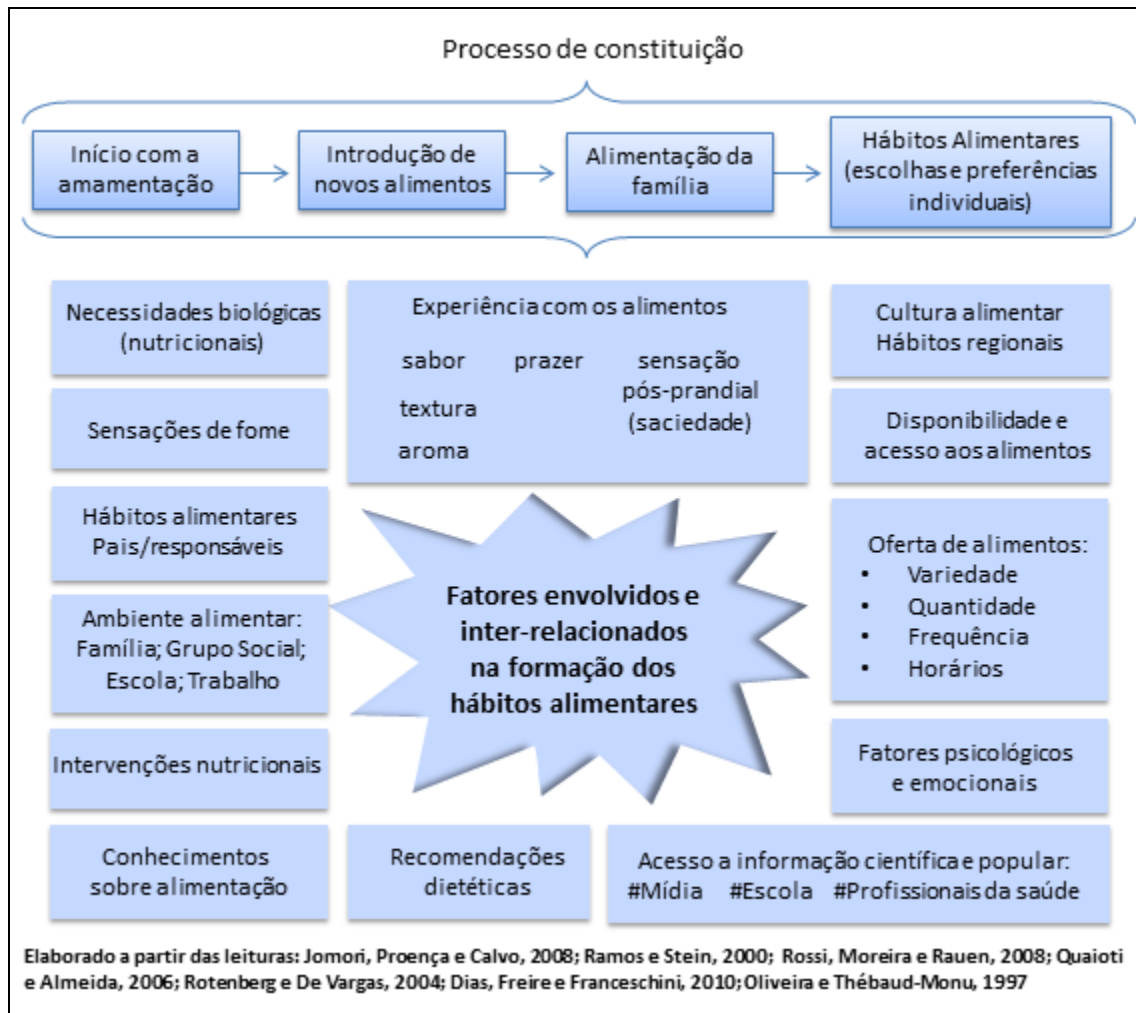 Processo de constituição
Início com a
amamentação
Introdução de
novos alimentos
Alimentação da
família
Hábitos Alimentares
(escolhas e preferências
individuais)
Necessidades biológicas
(nutricionais)
Sensações de fome
Hábitos alimentares
Pais/responsáveis
Ambiente alimentar:
Família; Grupo Social;
Escola; Trabalho
Intervenções nutricionais
Conhecimentos
sobre alimentação
Experiência com os alimentos
sabor prazer sensação
pós-prandial
textura
(saciedade)
aroma
Fatores envolvidos e
inter-relacionados
na formação dos
hábitos alimentares
Recomendações
dietéticas
Cultura alimentar
Hábitos regionais
Disponibilidade e
acesso aos alimentos
Oferta de alimentos:
• Variedade
• Quantidade
• Frequência
• Horários
Fatores psicológicos
e emocionais
Acesso a informação científica e popular:
#Mídia #Escola #Profissionais da saúde
Elaborado a partir das leituras: Jomori, Proença e Calvo, 2008; Ramos e Stein, 2000; Rossi, Moreira e Rauen, 2008; Quaioti
e Almeida, 2006; Rotenberg e De Vargas, 2004; Dias, Freire e Franceschini, 2010; Oliveira e Thébaud-Monu, 1997